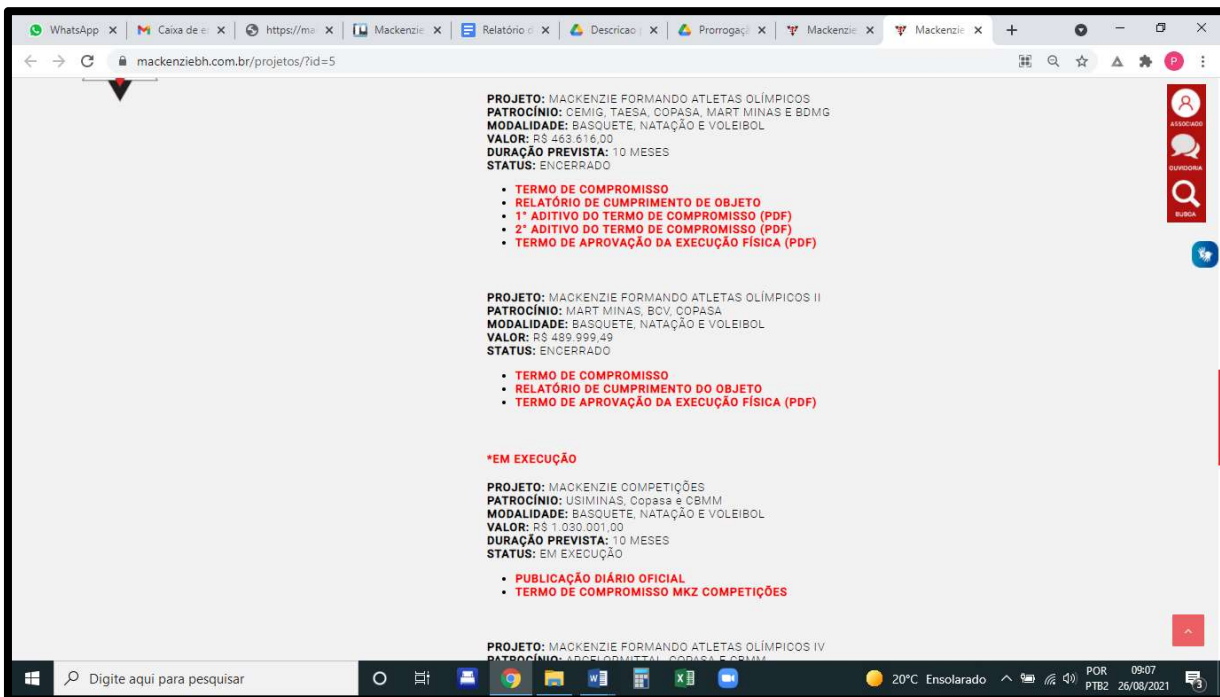 WhatsApp
Caixa de e
https://ma
Mackenzie
Relatório d
Descricao
Prorrogaçã
Mackenzie
Mackenzie
mackenziebh.com.br/projetos/?id=5
P
PROJETO: MACKENZIE FORMANDO ATLETAS OLÍMPICOS
PATROCÍNIO: CEMIG, TAESA, COPASA, MART MINAS E BDMG
MODALIDADE: BASQUETE, NATAÇÃO E VOLEIBOL
VALOR: R$ 463.616,00
DURAÇÃO PREVISTA: 10 MESES
STATUS: ENCERRADO
• TERMO DE COMPROMISSO
• RELATÓRIO DE CUMPRIMENTO DE OBJETO
• 1° ADITIVO DO TERMO DE COMPROMISSO (PDF)
• 2° ADITIVO DO TERMO DE COMPROMISSO (PDF)
• TERMO DE APROVAÇÃO DA EXECUÇÃO FÍSICA (PDF)
ASSOCIADO
OUVIDORIA
BUSCA
PROJETO: MACKENZIE FORMANDO ATLETAS OLÍMPICOS II
PATROCÍNIO: MART MINAS, BCV, COPASA
MODALIDADE: BASQUETE, NATAÇÃO E VOLEIBOL
VALOR: R$ 489.999,49
STATUS: ENCERRADO
• TERMO DE COMPROMISSO
• RELATÓRIO DE CUMPRIMENTO DO OBJETO
• TERMO DE APROVAÇÃO DA EXECUÇÃO FÍSICA (PDF)
*EM EXECUÇÃO
PROJETO: MACKENZIE COMPETIÇÕES
PATROCÍNIO: USIMINAS, Copasa e CBMM
MODALIDADE: BASQUETE, NATAÇÃO E VOLEIBOL
VALOR: R$ 1.030.001,00
DURAÇÃO PREVISTA: 10 MESES
STATUS: EM EXECUÇÃO
• PUBLICAÇÃO DIÁRIO OFICIAL
• TERMO DE COMPROMISSO MKZ COMPETIÇÕES
PROJETO: MACKENZIE FORMANDO ATLETAS OLÍMPICOS IV
PATROCÍNIO: ARCELORMITTAL, COPASA E CBMM
Digite aqui para pesquisar
20°C Ensolarado
POR
PTB2
09:07
26/08/2021
3